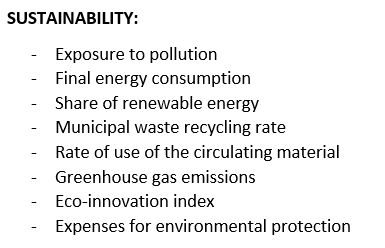 SUSTAINABILITY:
- Exposure to pollution
- Final energy consumption
- Share of renewable energy
- Municipal waste recycling rate
- Rate of use of the circulating material
- Greenhouse gas emissions
- Eco-innovation index
- Expenses for environmental protection